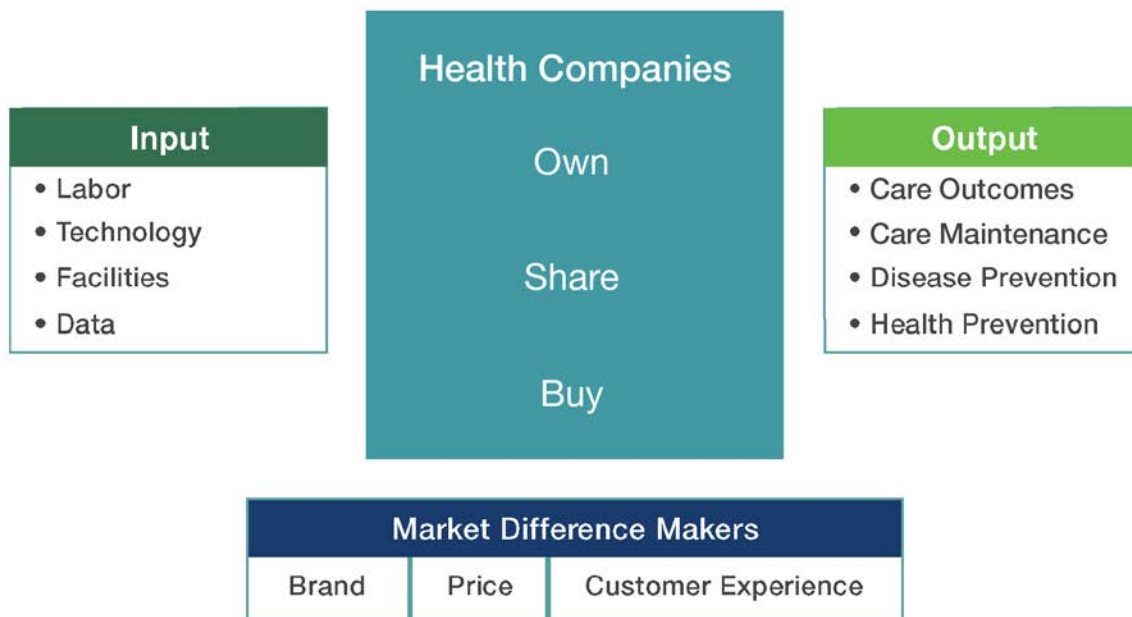 Health Companies
Own
Share
Buy
Input
• Labor
• Technology
• Facilities
• Data
Output
• Care Outcomes
• Care Maintenance
• Disease Prevention
• Health Prevention
Market Difference Makers
Brand Price Customer Experience